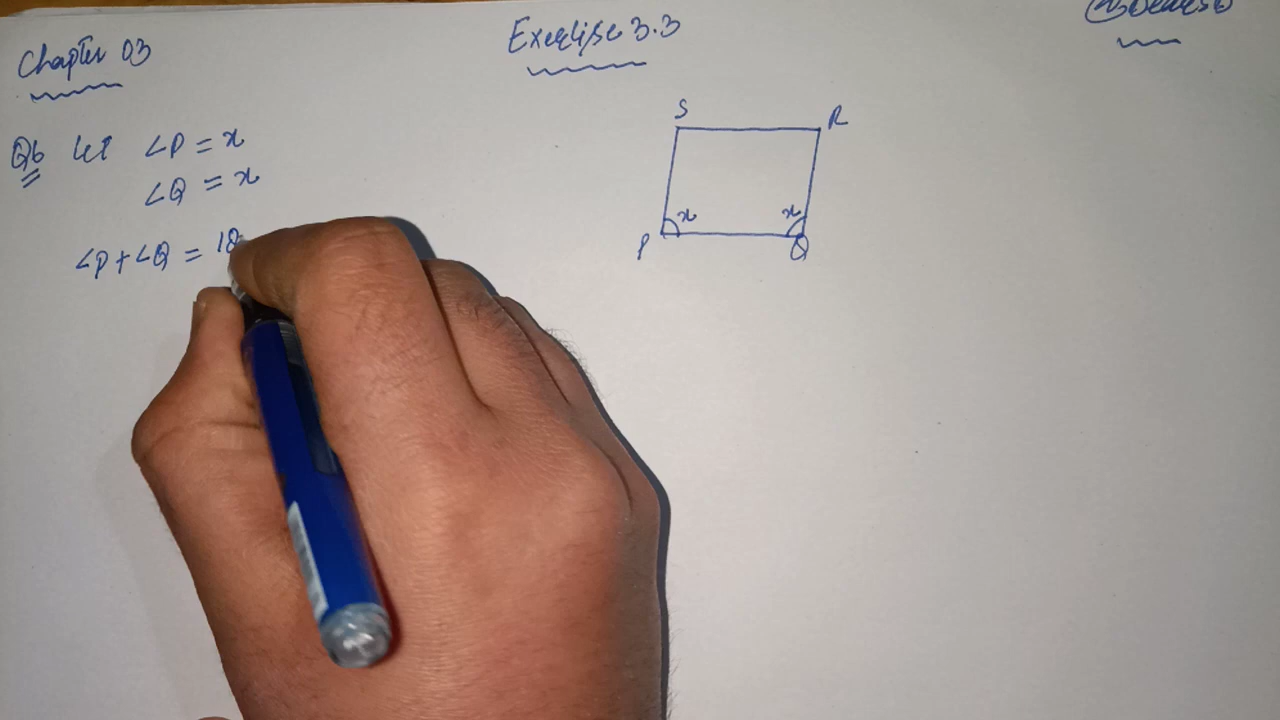 Chapter 03
Exercise 3.3
Q6 let ∠P = x
∠Q = x
∠P + ∠Q = 18
S
R
x
x
P
Q